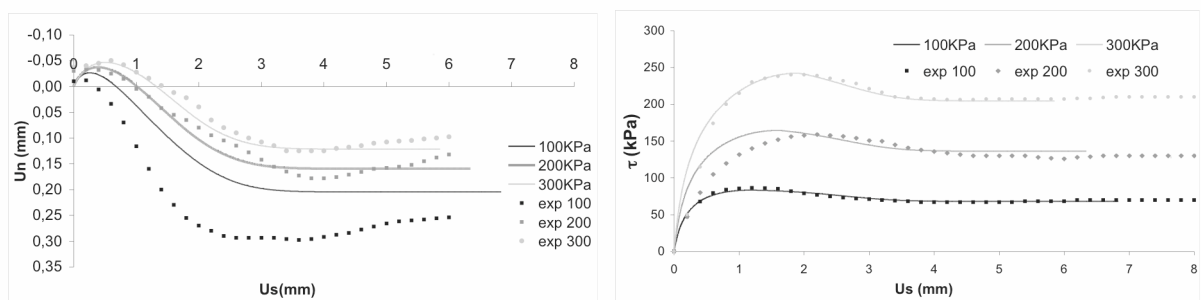 -0,10
-0,05
0,00
0,05
0,10
0,15
0,20
0,25
0,30
0,35
Un (mm)
0 1 2 3 4 5 6 7 8
Us(mm)
100KPa
200KPa
300KPa
exp 100
exp 200
exp 300
300
250
200
150
100
50
0
τ (kPa)
100KPa 200KPa 300KPa
exp 100 exp 200 exp 300
0 1 2 3 4 5 6 7 8
Us (mm)